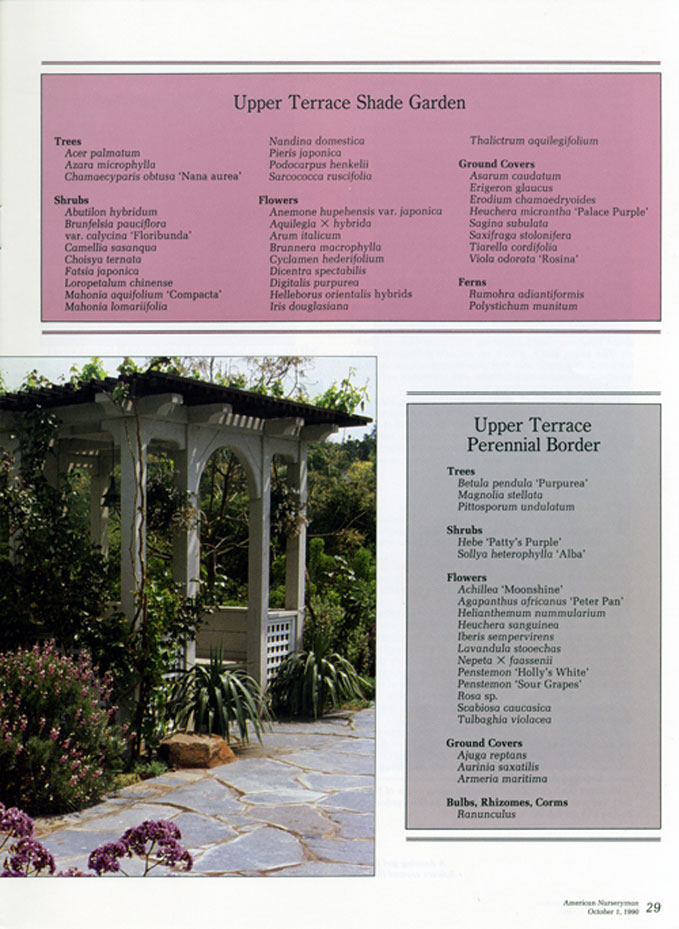 Upper Terrace Shade Garden
Trees
Acer palmatum
Azara microphylla
Chamaecyparis obtusa ‘Nana aurea’
Shrubs
Abutilon hybridum
Brunfelsia pauciflora
var. calycina ‘Floribunda’
Camellia sasanqua
Choisya ternata
Fatsia japonica
Loropetalum chinense
Mahonia aquifolium ‘Compacta’
Mahonia lomariifolia
Nandina domestica
Pieris japonica
Podocarpus henkelii
Sarcococca ruscifolia
Flowers
Anemone hupehensis var. japonica
Aquilegia × hybrida
Arum italicum
Brunnera macrophylla
Cyclamen hederifolium
Dicentra spectabilis
Digitalis purpurea
Helleborus orientalis hybrids
Iris douglasiana
Thalictrum aquilegifolium
Ground Covers
Asarum caudatum
Erigeron glaucus
Erodium chamaedryoides
Heuchera micrantha ‘Palace Purple’
Sagina subulata
Saxifraga stolonifera
Tiarella cordifolia
Viola odorata ‘Rosina’
Ferns
Rumohra adiantiformis
Polystichum munitum
Upper Terrace
Perennial Border
Trees
Betula pendula ‘Purpurea’
Magnolia stellata
Pittosporum undulatum
Shrubs
Hebe ‘Patty’s Purple’
Sollya heterophylla ‘Alba’
Flowers
Achillea ‘Moonshine’
Agapanthus africanus ‘Peter Pan’
Helianthemum nummularium
Heuchera sanguinea
Iberis sempervirens
Lavandula stooechas
Nepeta × faassenii
Penstemon ‘Holly’s White’
Penstemon ‘Sour Grapes’
Rosa sp.
Scabiosa caucasica
Tulbaghia violacea
Ground Covers
Ajuga reptans
Aurinia saxatilis
Armeria maritima
Bulbs, Rhizomes, Corms
Ranunculus
American Nurseryman
October 1, 1990 29